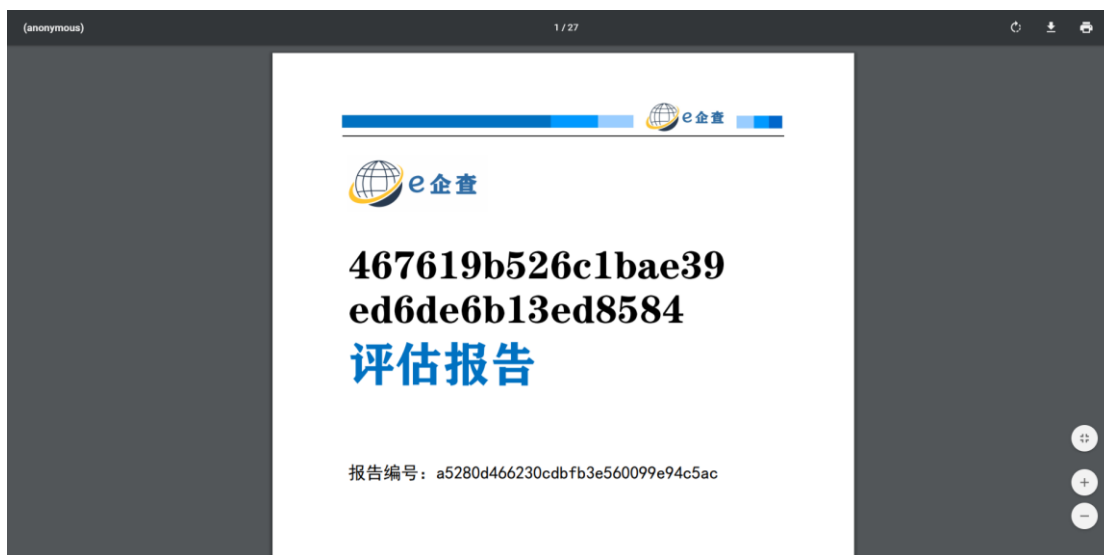 (anonymous)
1 / 27
e企查
e企查
467619b526c1bae39
ed6de6b13ed8584
评估报告
报告编号：a5280d466230cdbfb3e560099e94c5ac